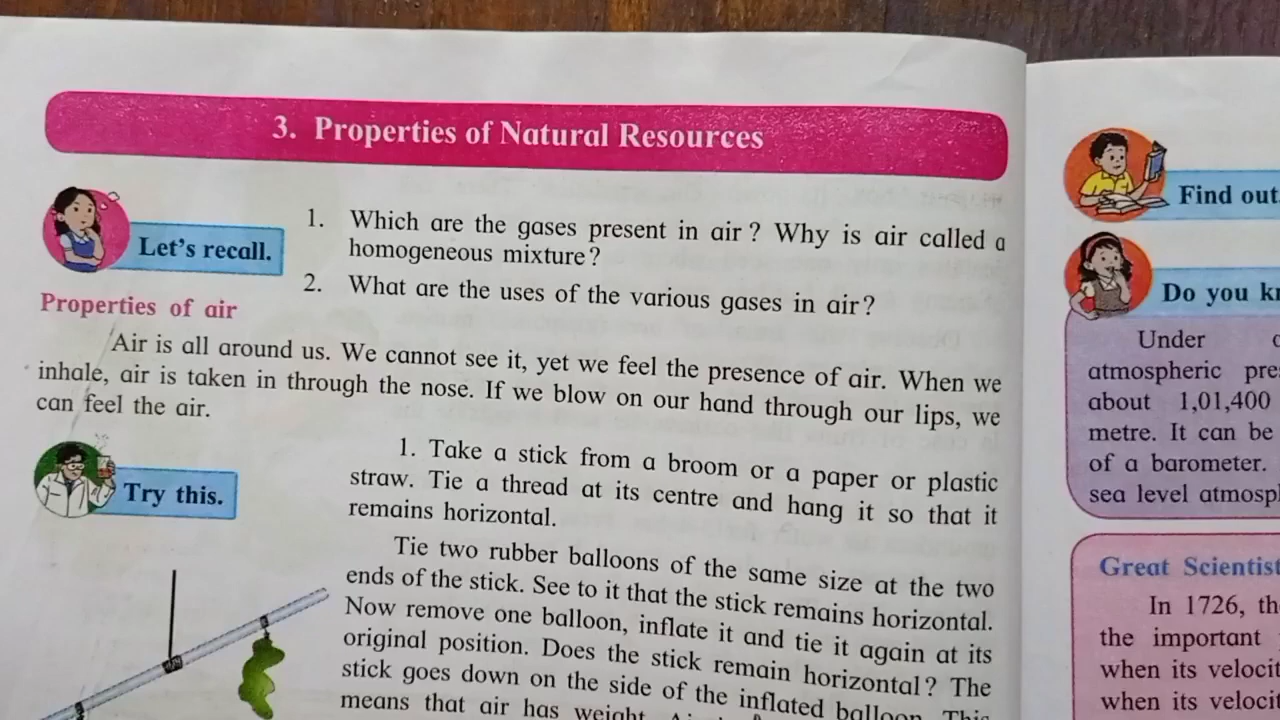 3. Properties of Natural Resources
Let's recall.
1. Which are the gases present in air? Why is air called a
homogeneous mixture?
2. What are the uses of the various gases in air?
Properties of air
Air is all around us. We cannot see it, yet we feel the presence of air. When we
inhale, air is taken in through the nose. If we blow on our hand through our lips, we
can feel the air.
Try this.
1. Take a stick from a broom or a paper or plastic
straw. Tie a thread at its centre and hang it so that it
remains horizontal.
Tie two rubber balloons of the same size at the two
ends of the stick. See to it that the stick remains horizontal.
Now remove one balloon, inflate it and tie it again at its
original position. Does the stick remain horizontal? The
stick goes down on the side of the inflated balloon. This
means that air has weight.
Find out
Do you
Under
atmospheric
about 1,01,400
metre. It can be
of a barometer.
sea level
Great
In 1726,
the important
when its
when its